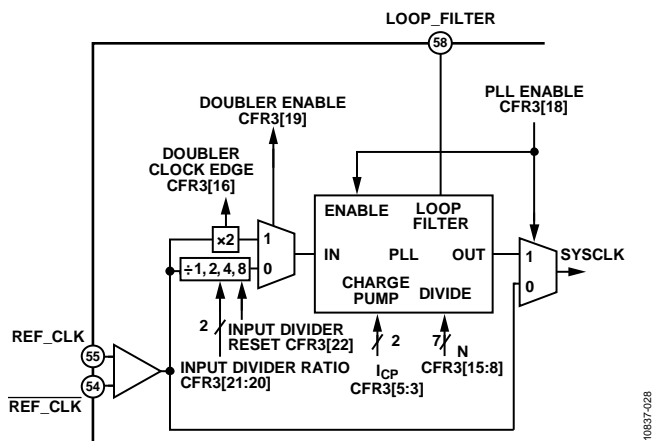 LOOP_FILTER
58
DOUBLER ENABLE
CFR3[19]
PLL ENABLE
CFR3[18]
DOUBLER
CLOCK EDGE
CFR3[16]
ENABLE
LOOP
FILTER
×2
1
IN
PLL
OUT
1
SYSCLK
÷1, 2, 4, 8
0
0
CHARGE
PUMP
DIVIDE
2
INPUT DIVIDER
RESET CFR3[22]
2
7
N
CFR3[15:8]
REF_CLK
55
INPUT DIVIDER RATIO
CFR3[21:20]
ICP
CFR3[5:3]
54
REF_CLK
10837-028